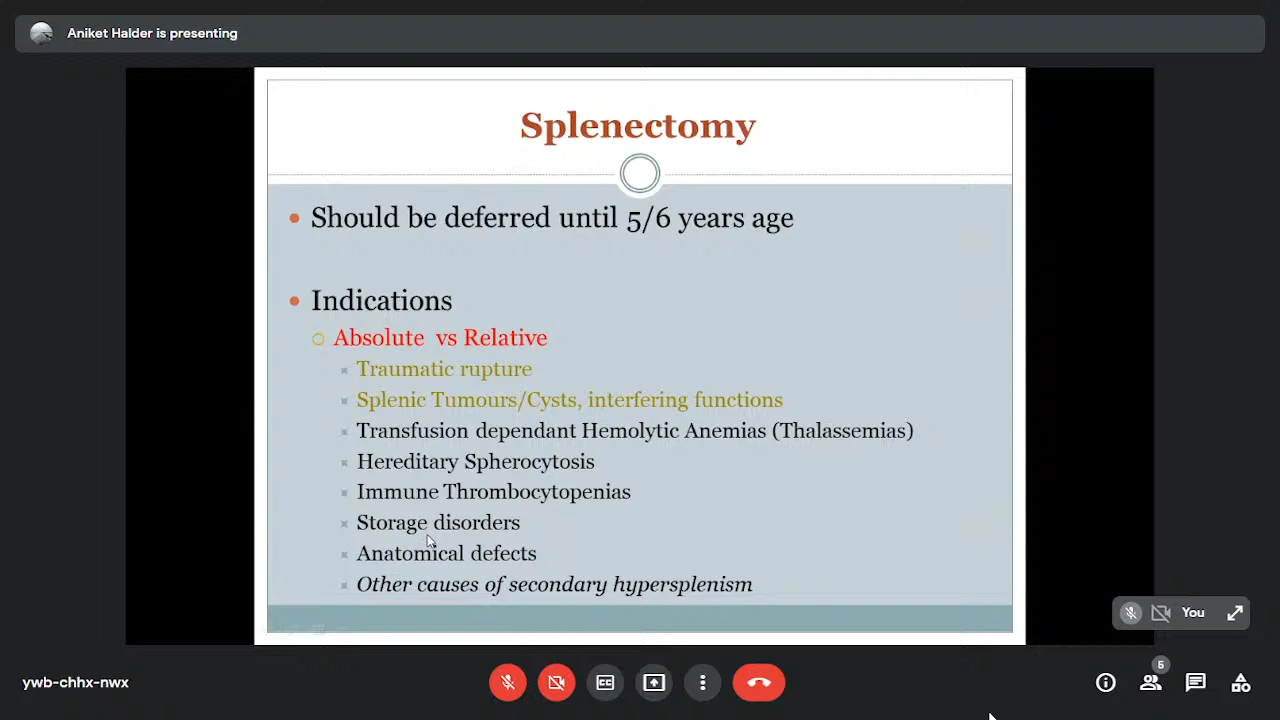 Aniket Halder is presenting
Splenectomy
Should be deferred until 5/6 years age
Indications
Absolute vs Relative
Traumatic rupture
Splenic Tumours/Cysts, interfering functions
Transfusion dependant Hemolytic Anemias (Thalassemias)
Hereditary Spherocytosis
Immune Thrombocytopenias
Storage disorders
Anatomical defects
Other causes of secondary hypersplenism
You
ywb-chhx-nwx
CC
5